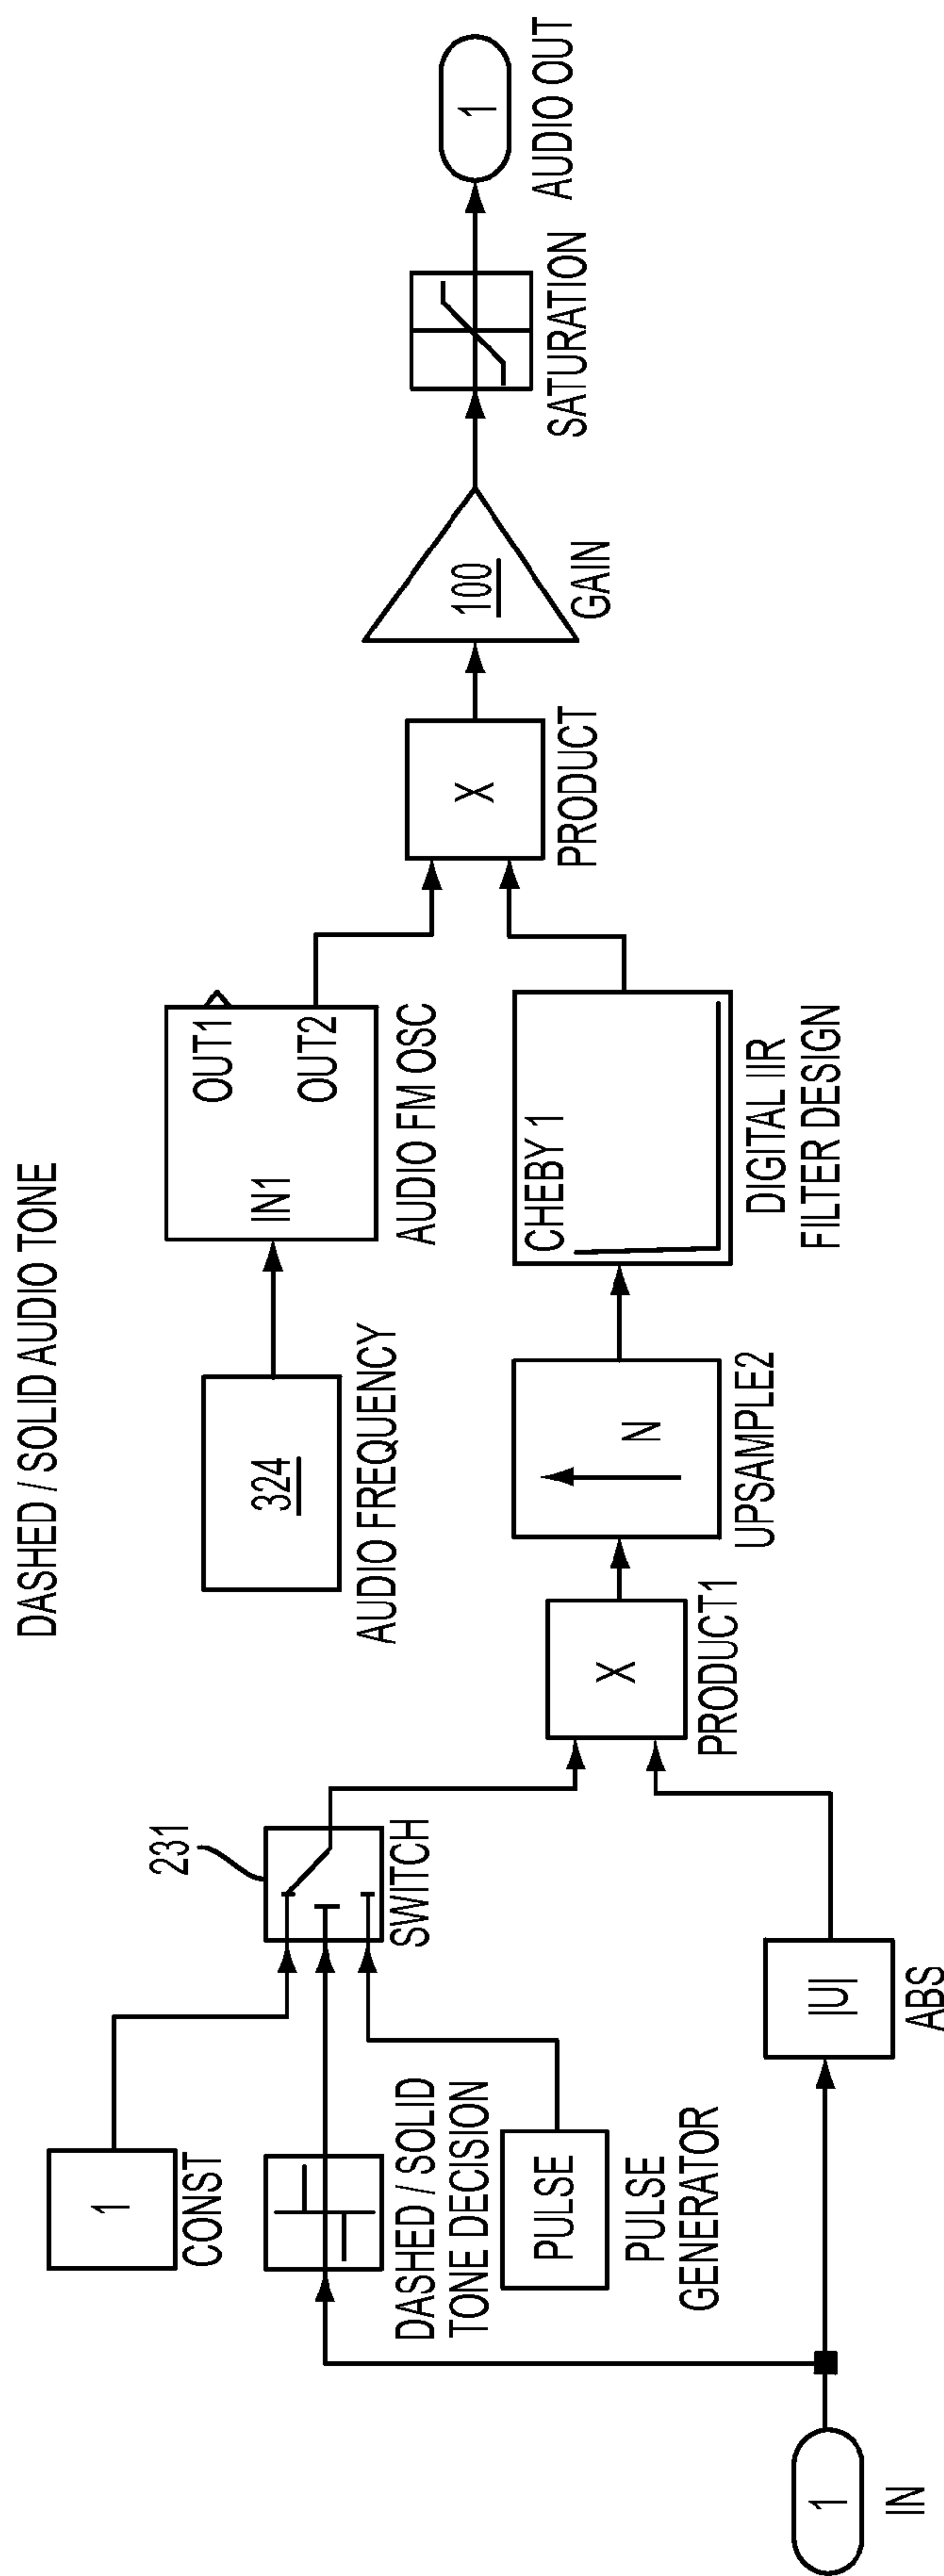 DASHED / SOLID AUDIO TONE
1
CONST
231
SWITCH
DASHED / SOLID
TONE DECISION
PULSE
PULSE
GENERATOR
1
IN
|U|
ABS
X
PRODUCT1
N
UPSAMPLE2
CHEBY 1
DIGITAL IIR
FILTER DESIGN
324
AUDIO FREQUENCY
IN1
OUT1
OUT2
AUDIO FM OSC
X
PRODUCT
100
GAIN
SATURATION
1
AUDIO OUT